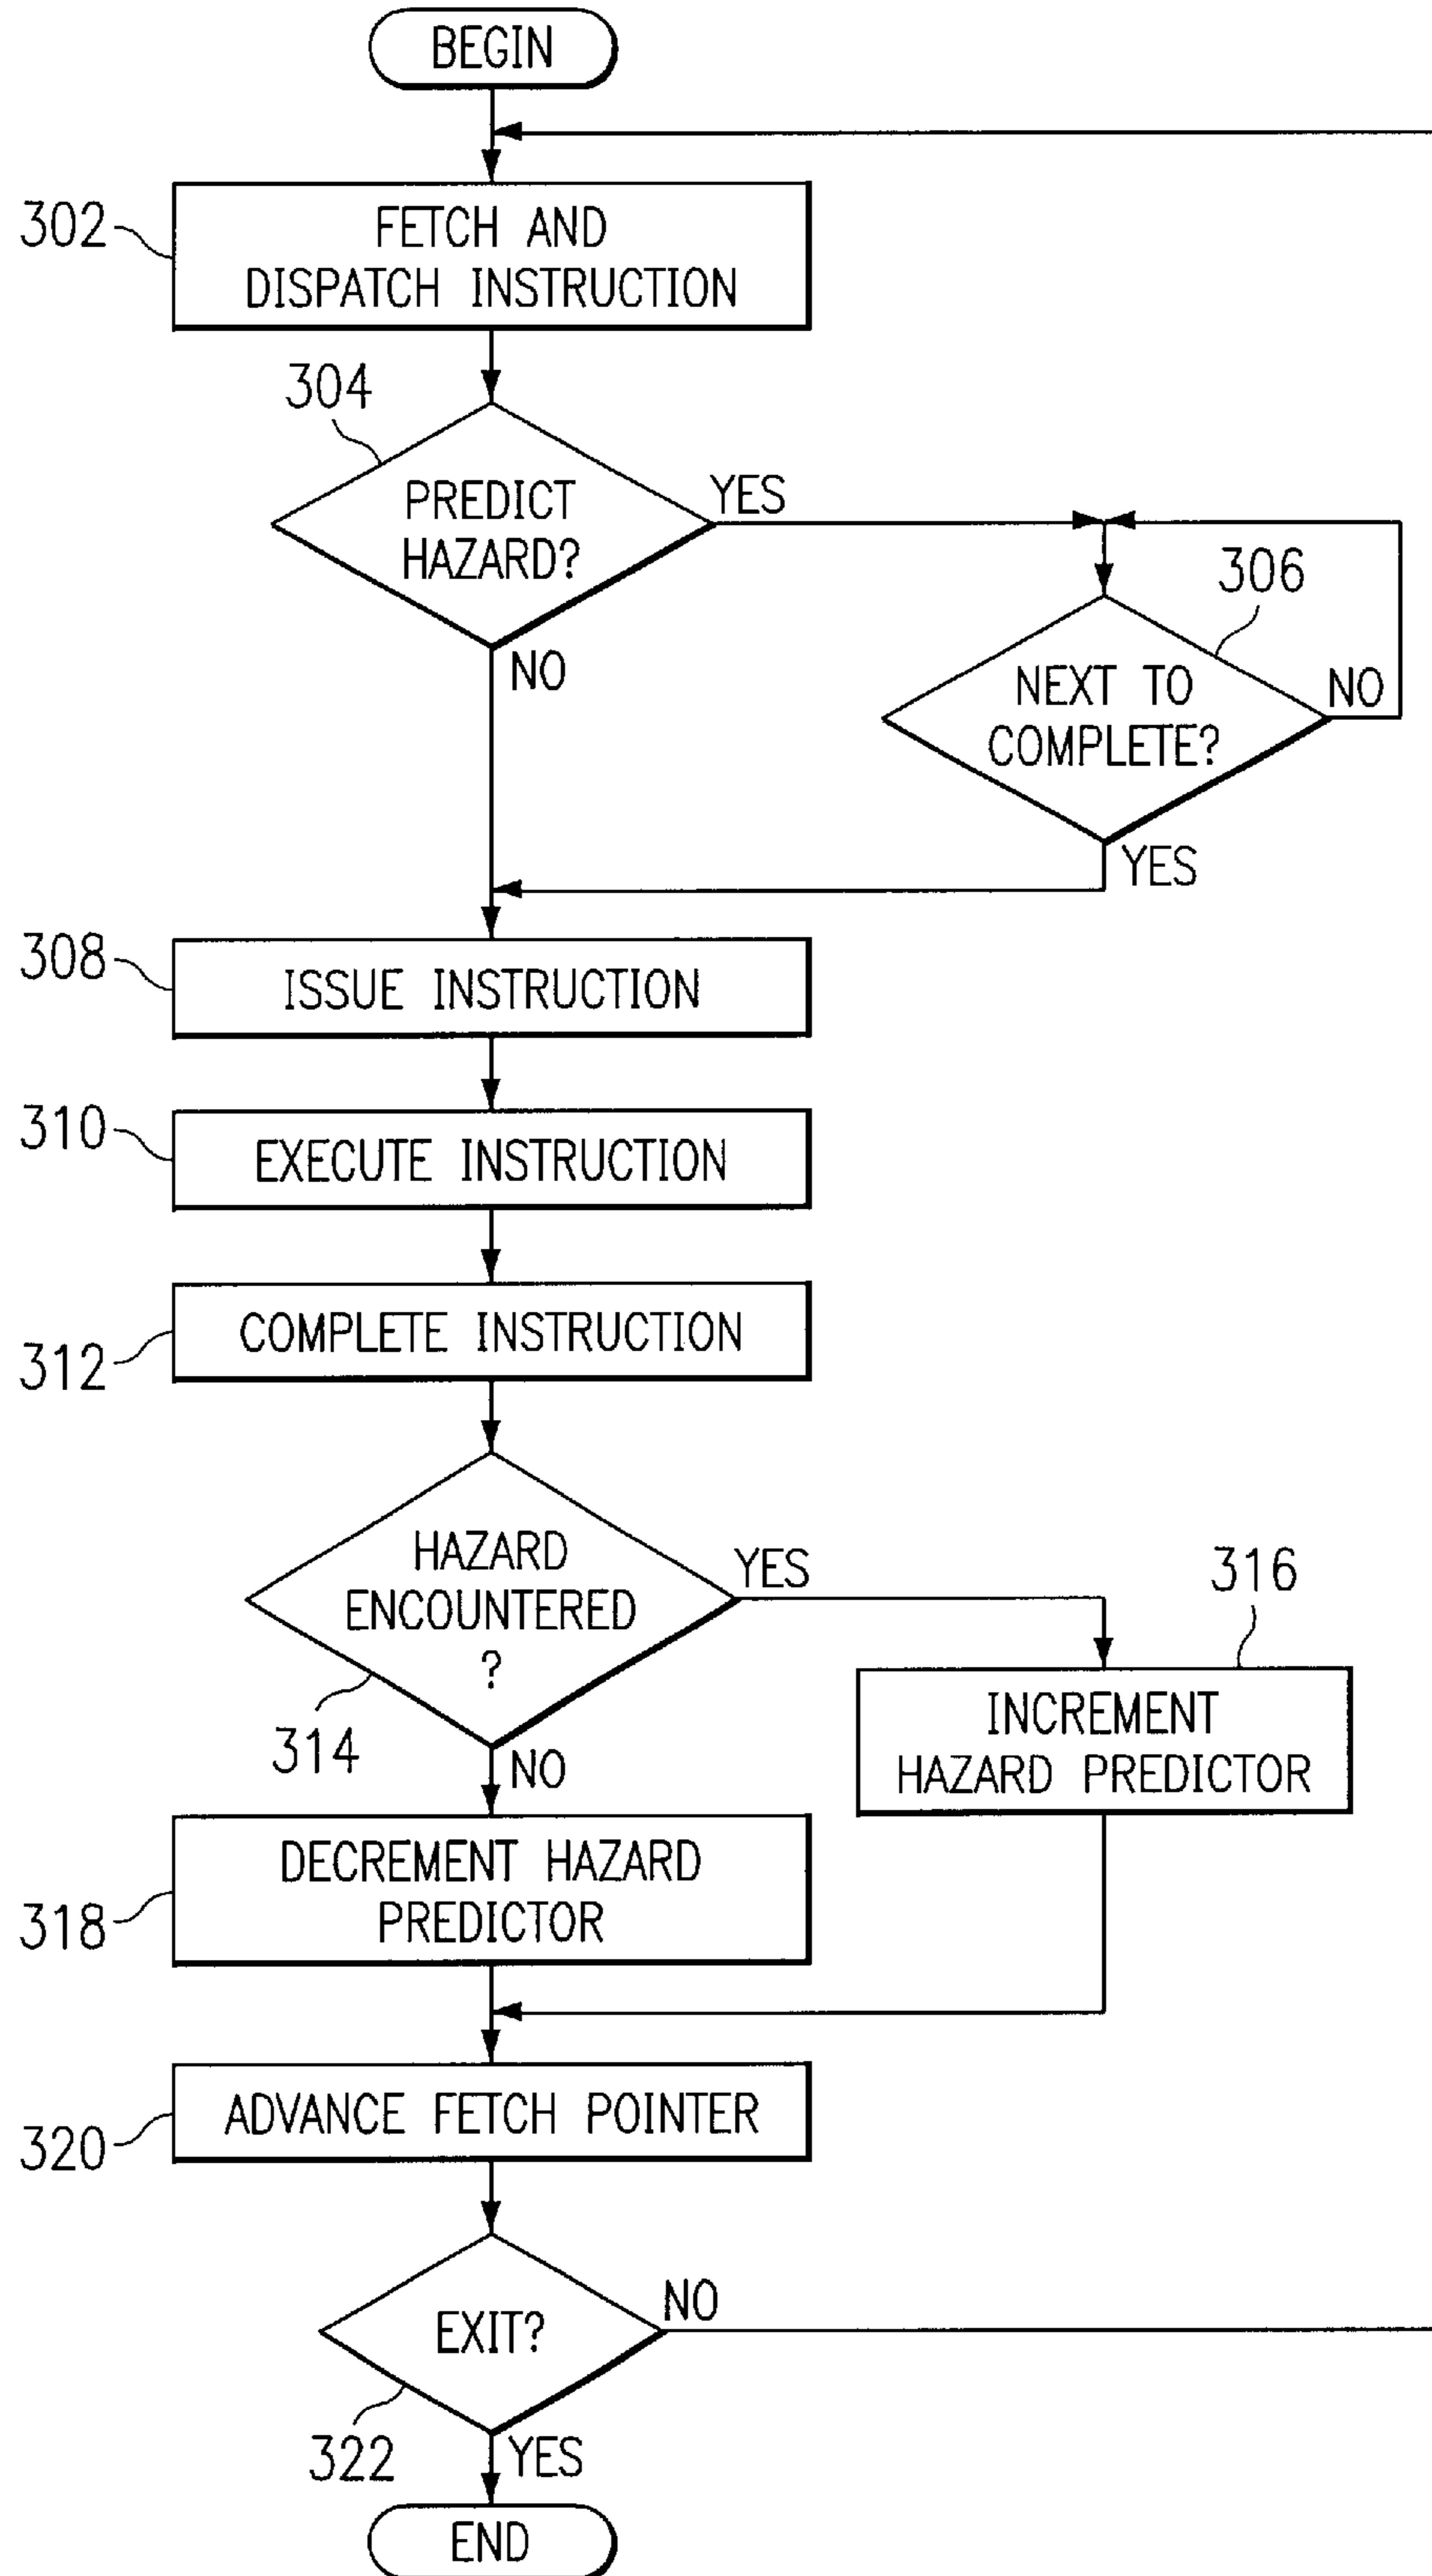 BEGIN
302
FETCH AND
DISPATCH INSTRUCTION
304
PREDICT
HAZARD?
YES
NO
306
NEXT TO
COMPLETE?
NO
YES
308
ISSUE INSTRUCTION
310
EXECUTE INSTRUCTION
312
COMPLETE INSTRUCTION
HAZARD
ENCOUNTERED
?
314
YES
NO
316
INCREMENT
HAZARD PREDICTOR
318
DECREMENT HAZARD
PREDICTOR
320
ADVANCE FETCH POINTER
EXIT?
NO
322
YES
END